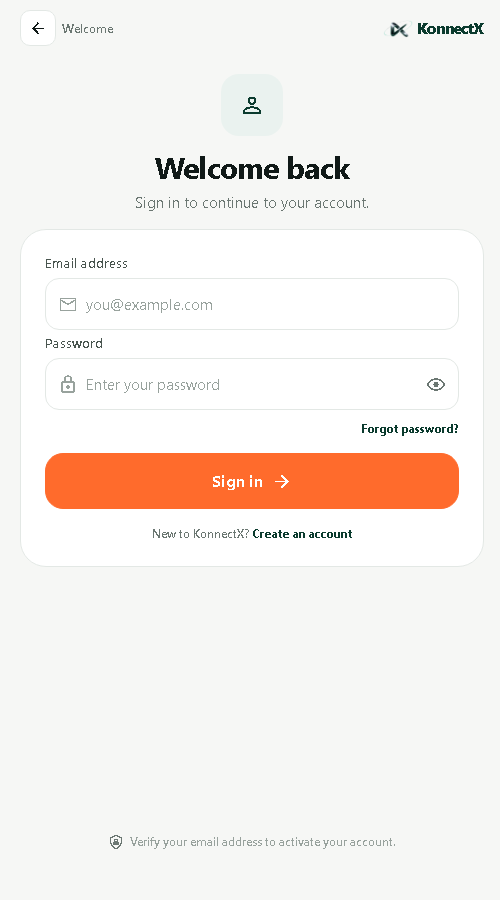 Welcome
KonnectX
Welcome back
Sign in to continue to your account.
Email address
you@example.com
Password
Enter your password
Forgot password?
Sign in
New to KonnectX? Create an account
Verify your email address to activate your account.